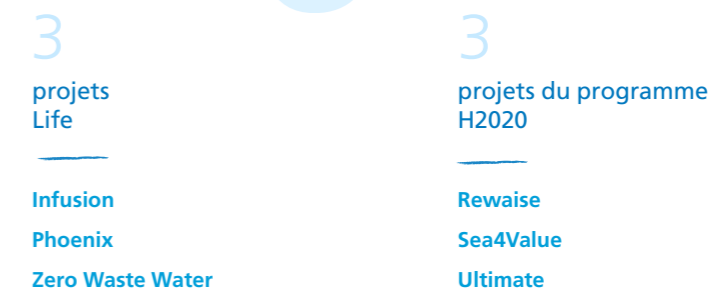 3
projets
Life
Infusion
Phoenix
Zero Waste Water
3
projets du programme
H2020
Rewaise
Sea4Value
Ultimate